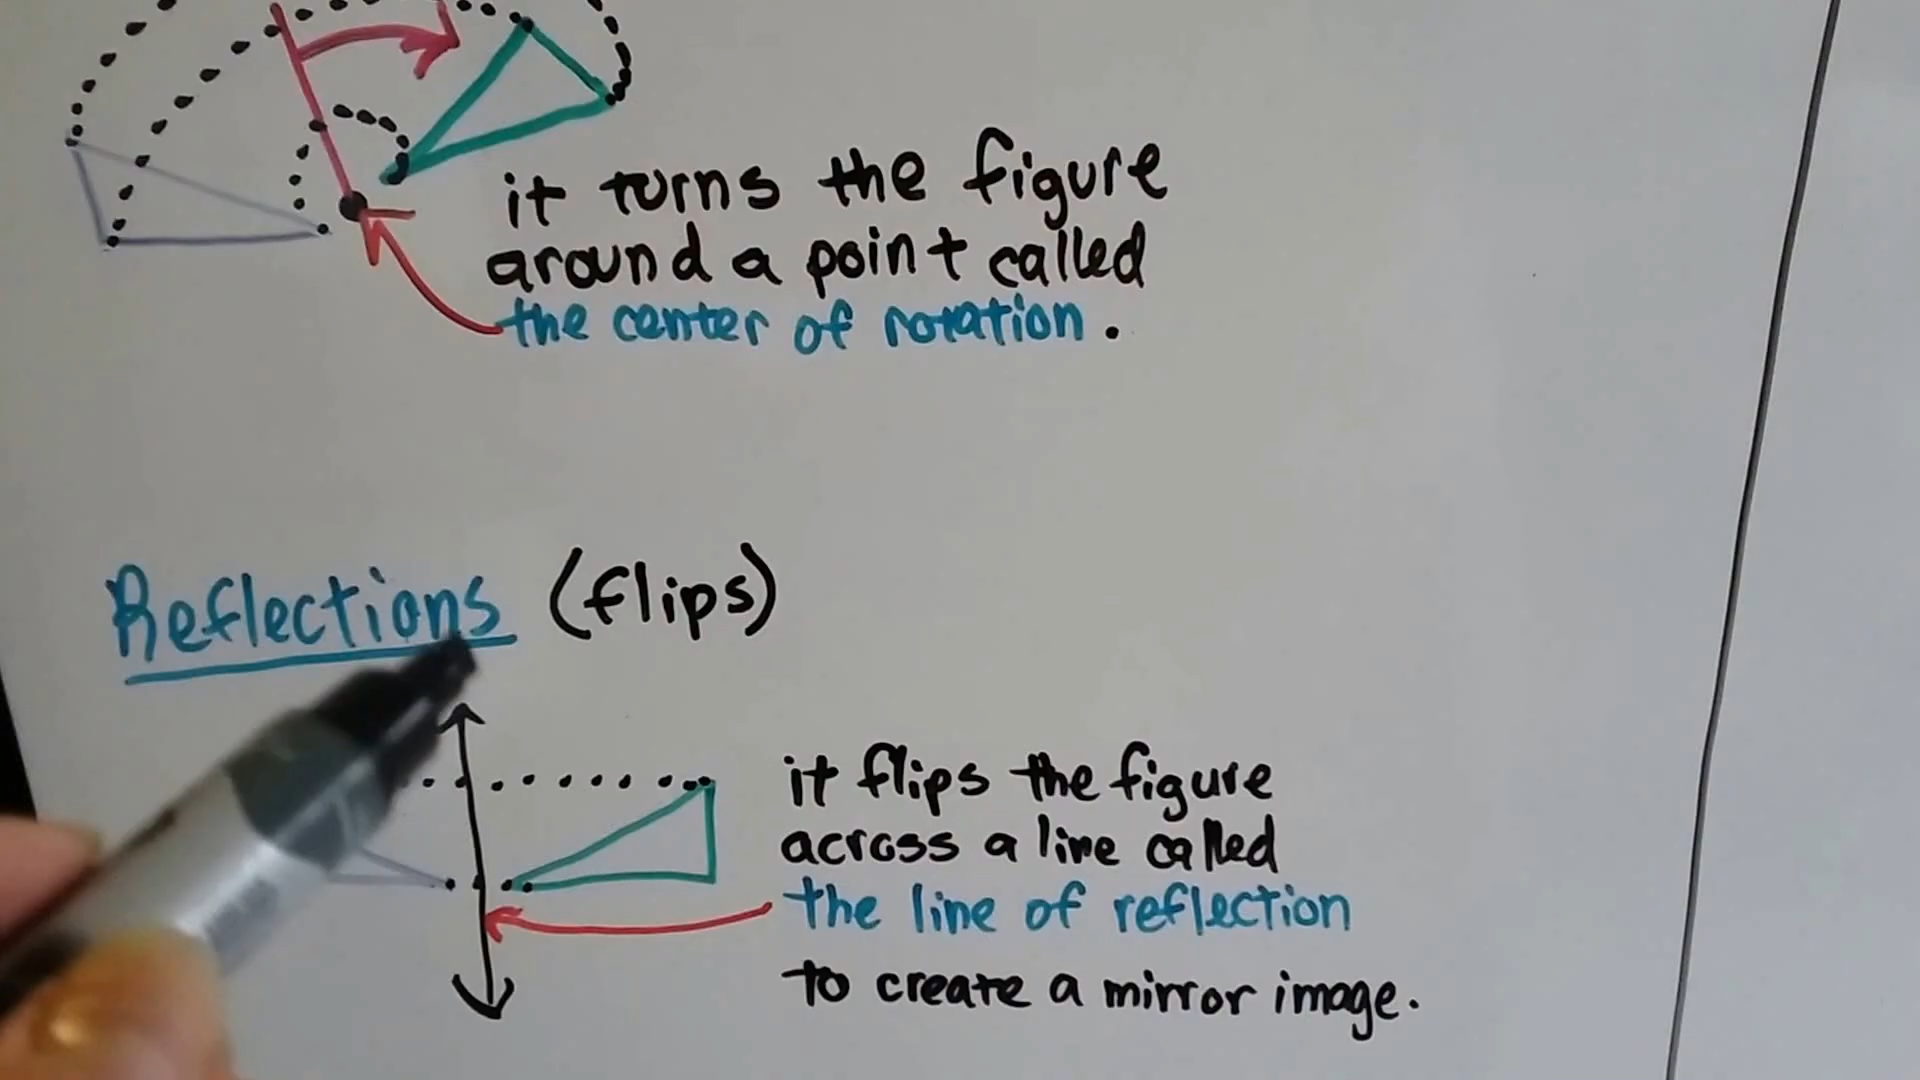 it turns the figure
around a point called
the center of rotation.
Reflections (flips)
it flips the figure
across a line called
the line of reflection
to create a mirror image.